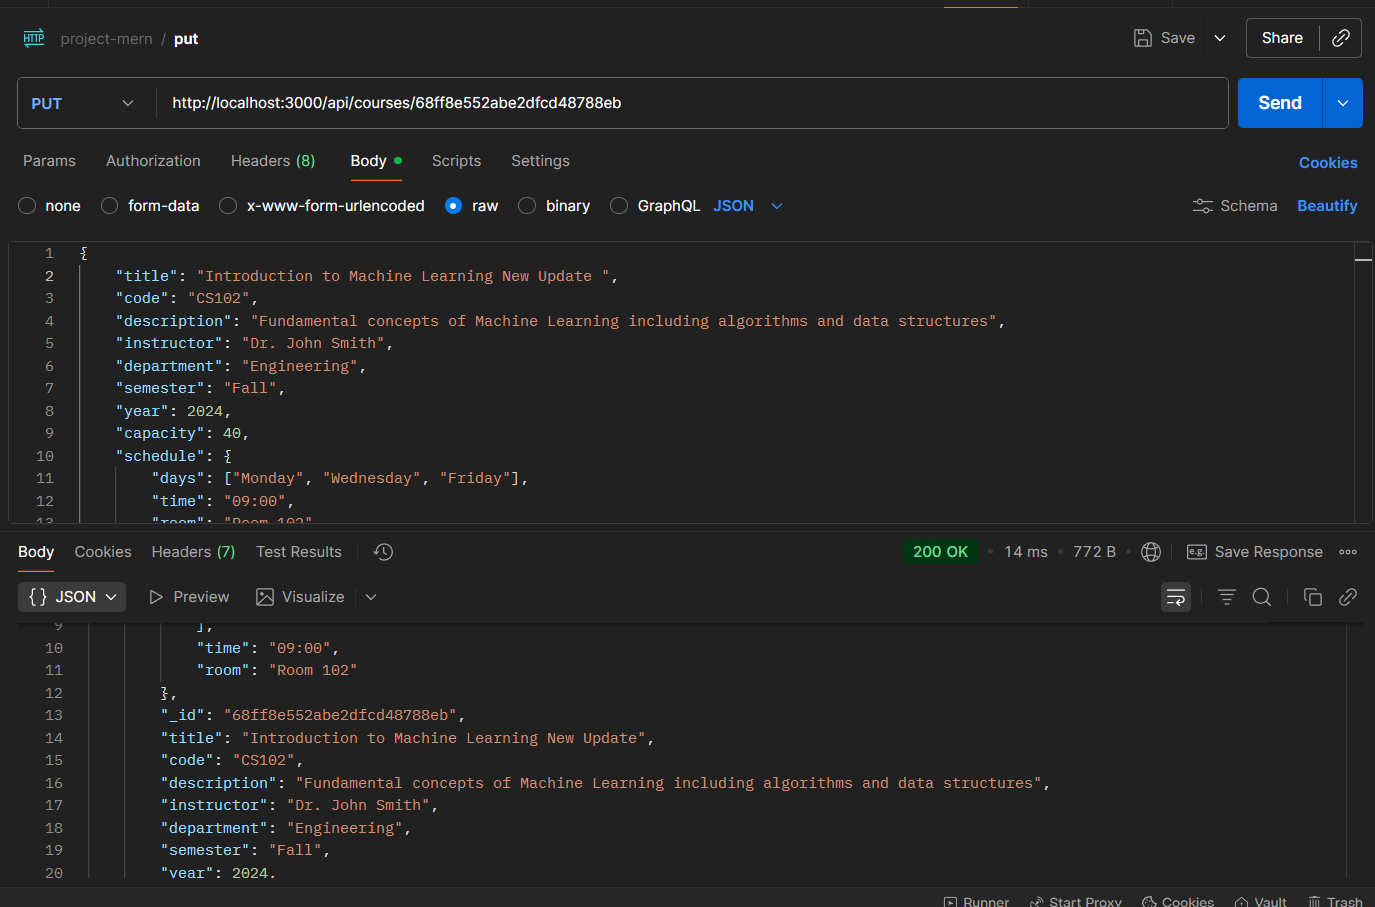 HTTP project-mern / put Save Share
PUT http://localhost:3000/api/courses/68ff8e552abe2dfcd48788eb Send
Params Authorization Headers (8) Body Scripts Settings Cookies
none form-data x-www-form-urlencoded raw binary GraphQL JSON Schema Beautify
1 {
2 "title": "Introduction to Machine Learning New Update ",
3 "code": "CS102",
4 "description": "Fundamental concepts of Machine Learning including algorithms and data structures",
5 "instructor": "Dr. John Smith",
6 "department": "Engineering",
7 "semester": "Fall",
8 "year": 2024,
9 "capacity": 40,
10 "schedule": {
11 "days": ["Monday", "Wednesday", "Friday"],
12 "time": "09:00",
13 "room": "Room 102"
Body Cookies Headers (7) Test Results 200 OK • 14 ms • 772 B • e.g. Save Response
{} JSON Preview Visualize
9 ],
10 "time": "09:00",
11 "room": "Room 102"
12 },
13 "_id": "68ff8e552abe2dfcd48788eb",
14 "title": "Introduction to Machine Learning New Update",
15 "code": "CS102",
16 "description": "Fundamental concepts of Machine Learning including algorithms and data structures",
17 "instructor": "Dr. John Smith",
18 "department": "Engineering",
19 "semester": "Fall",
20 "year": 2024,
Runner Start Proxy Cookies Vault Trash